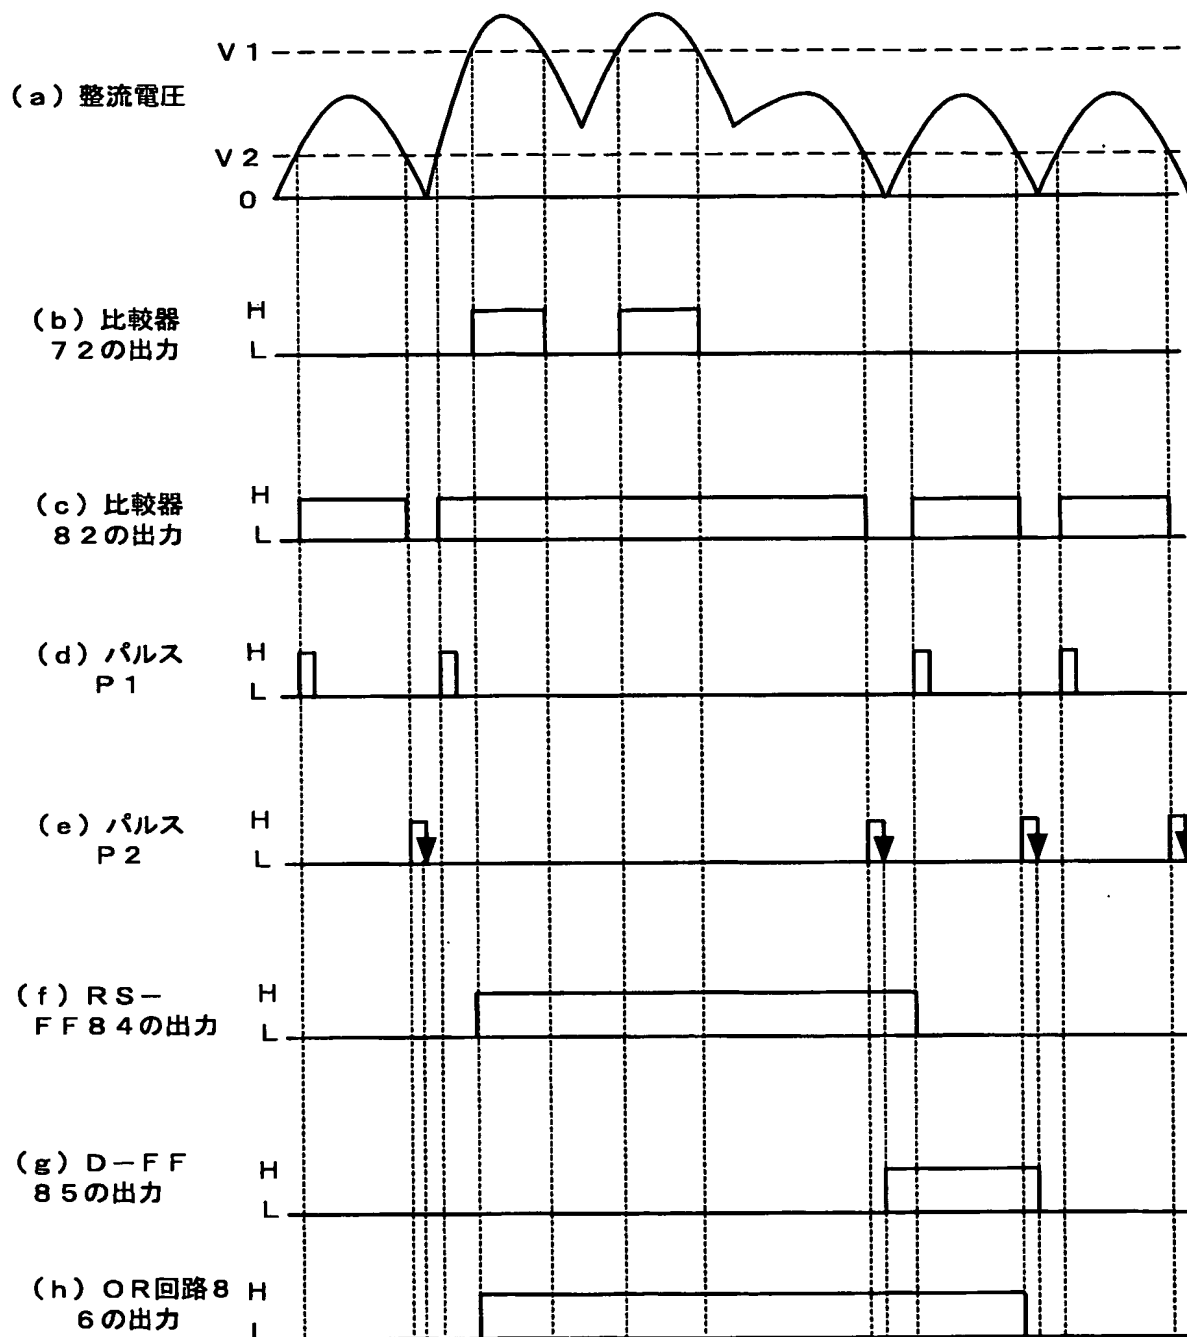 V1
(a)整流電圧
V2
0
(b)比較器
72の出力
H
L
(c)比較器
82の出力
H
L
(d)パルス
P1
H
L
(e)パルス
P2
H
L
(f)RS−
FF84の出力
H
L
(g)D−FF
85の出力
H
L
(h)OR回路8
6の出力
H
L